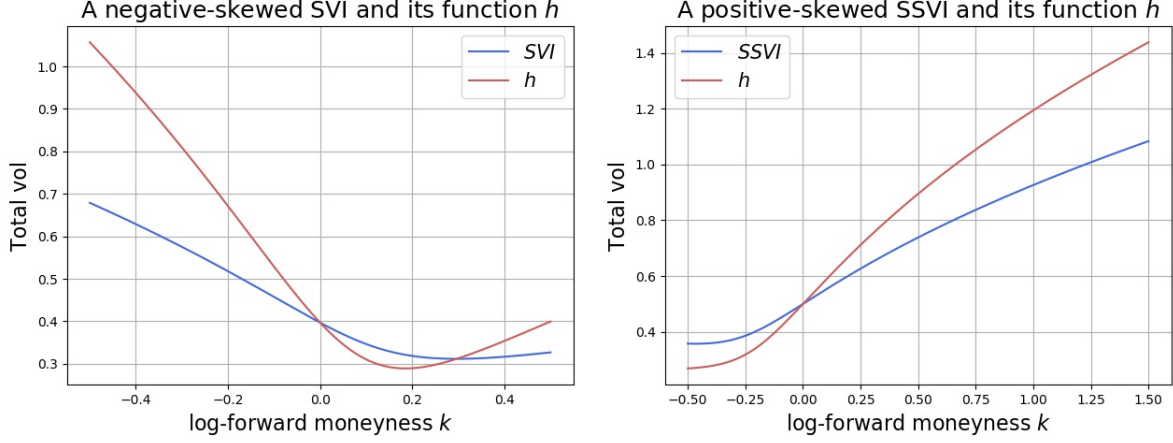 A negative-skewed SVI and its function h
SVI
h
1.0
0.9
0.8
0.7
0.6
0.5
0.4
0.3
Total vol
−0.4
−0.2
0.0
0.2
0.4
log-forward moneyness k
A positive-skewed SSVI and its function h
SSVI
h
1.4
1.2
1.0
0.8
0.6
0.4
Total vol
−0.50
−0.25
0.00
0.25
0.50
0.75
1.00
1.25
1.50
log-forward moneyness k